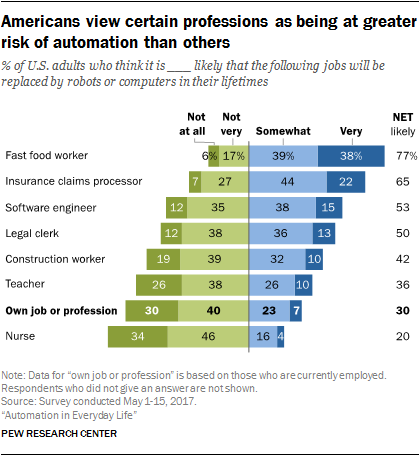 Americans view certain professions as being at greater
risk of automation than others
% of U.S. adults who think it is ___ likely that the following jobs will be
replaced by robots or computers in their lifetimes
Not at all Not very Somewhat Very NET likely
Fast food worker 6% 17% 39% 38% 77%
Insurance claims processor 7 27 44 22 65
Software engineer 12 35 38 15 53
Legal clerk 12 38 36 13 50
Construction worker 19 39 32 10 42
Teacher 26 38 26 10 36
Own job or profession 30 40 23 7 30
Nurse 34 46 16 4 20
Note: Data for “own job or profession” is based on those who are currently employed.
Respondents who did not give an answer are not shown.
Source: Survey conducted May 1-15, 2017.
“Automation in Everyday Life”
PEW RESEARCH CENTER